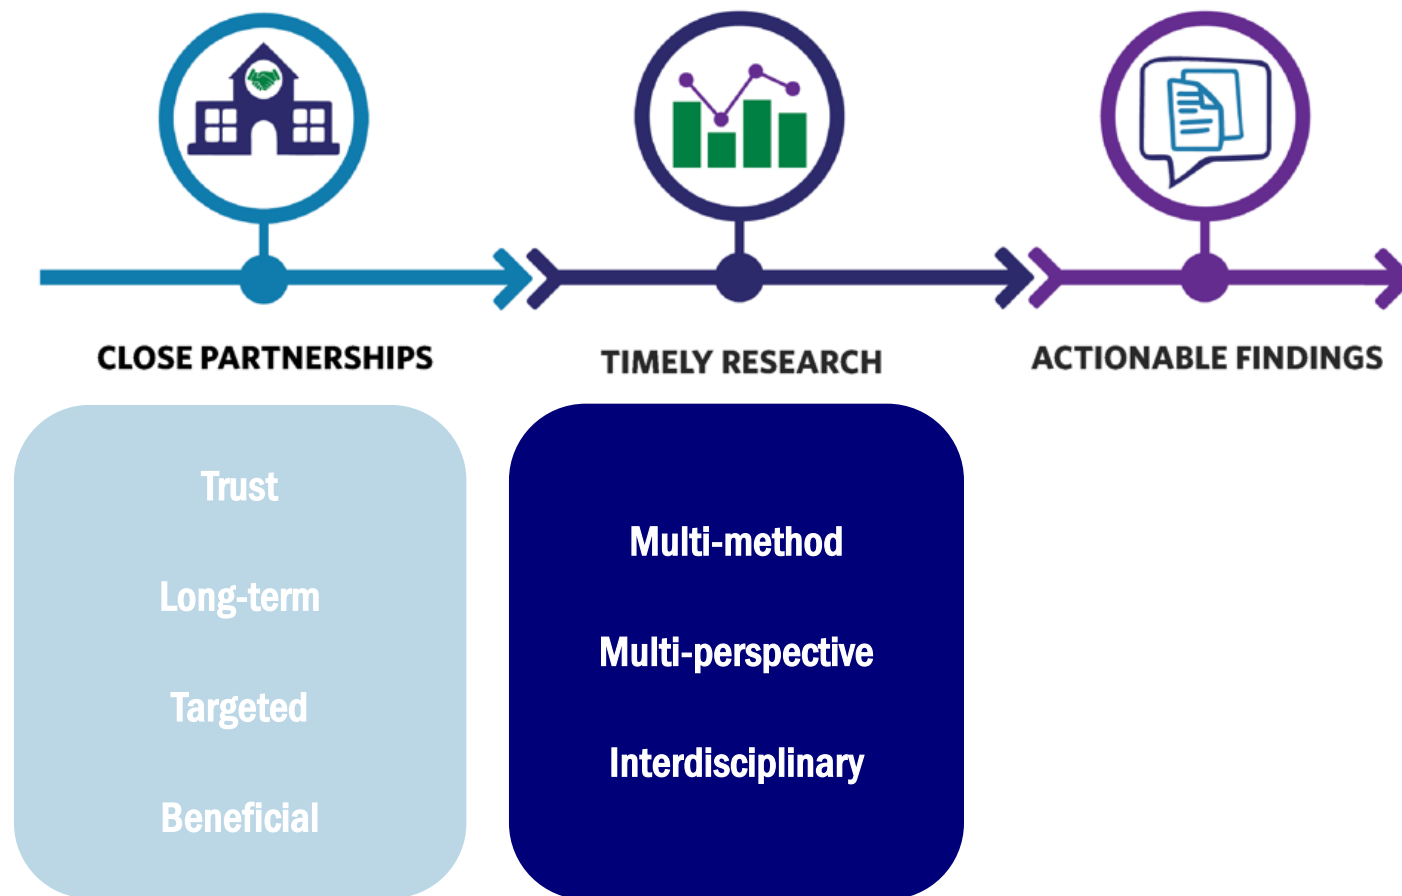 CLOSE PARTNERSHIPS
TIMELY RESEARCH
ACTIONABLE FINDINGS
Trust
Long-term
Targeted
Beneficial
Multi-method
Multi-perspective
Interdisciplinary